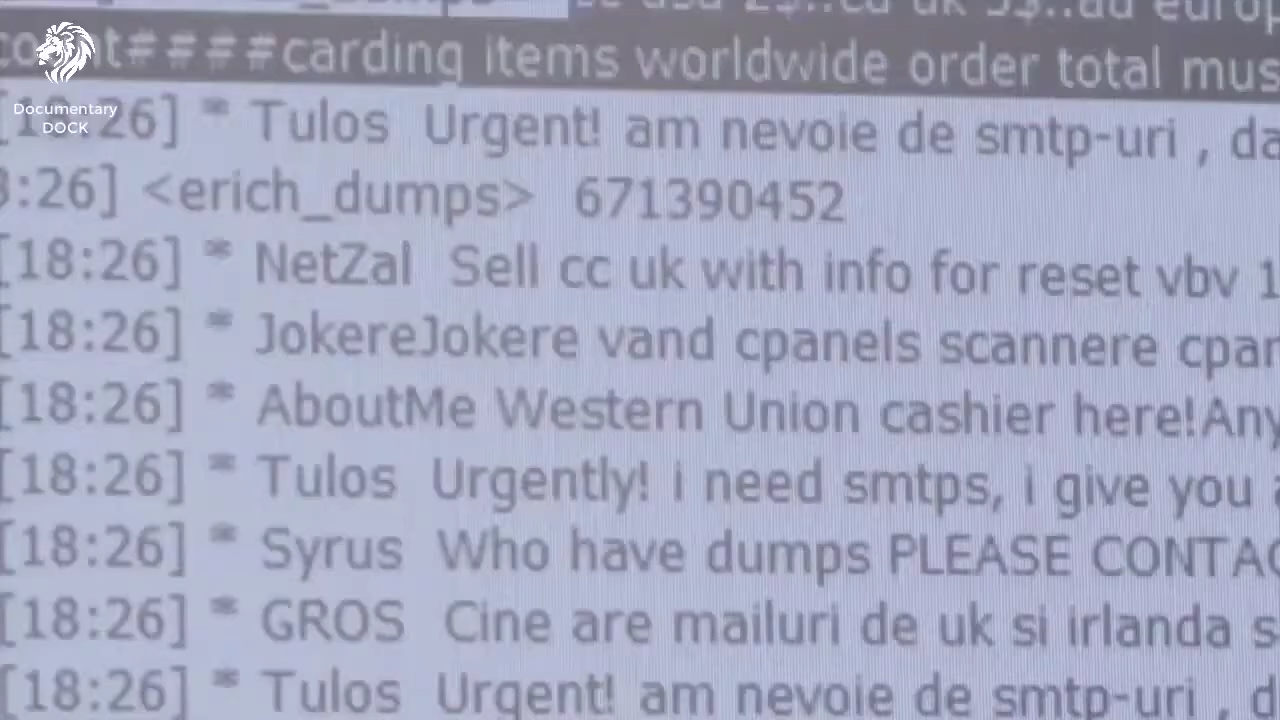 carding items worldwide order total mus
Documentary
DOCK
26] * Tulos Urgent! am nevoie de smtp-uri , da
:26] <erich_dumps> 671390452
[18:26] * NetZal Sell cc uk with info for reset vbv 1
[18:26] * JokereJokere vand cpanels scannere cpan
[18:26] * AboutMe Western Union cashier here!Any
[18:26] * Tulos Urgently! i need smtps, i give you
[18:26] * Syrus Who have dumps PLEASE CONTAC
[18:26] * GROS Cine are mailuri de uk si irlanda s
[18:26] * Tulos Urgent! am nevoie de smtp-uri , d